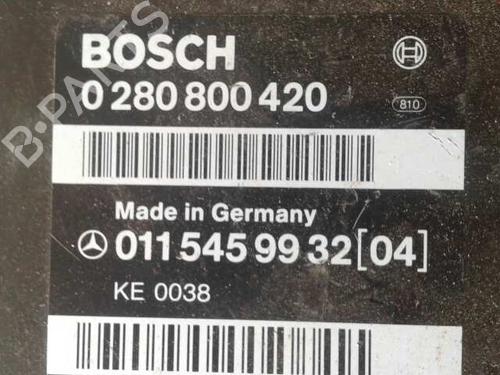 BOSCH
0 280 800 420
810
Made in Germany
011 545 99 32 [04]
KE 0038
B-PARTS